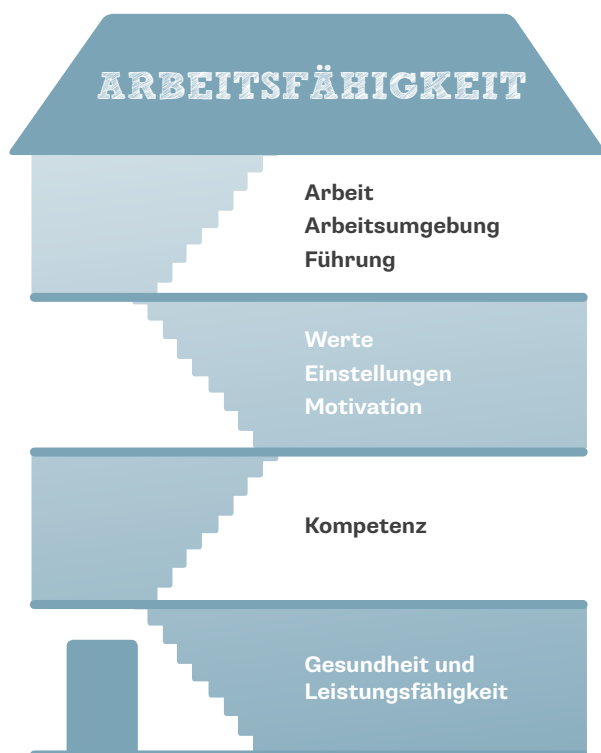 ARBEITSFÄHIGKEIT
Arbeit
Arbeitsumgebung
Führung
Werte
Einstellungen
Motivation
Kompetenz
Gesundheit und
Leistungsfähigkeit